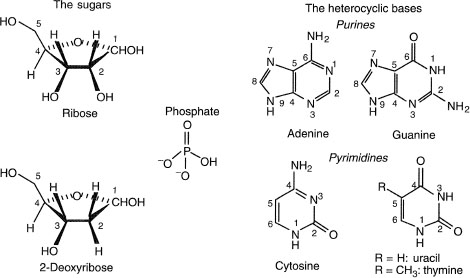 The sugars
HO
5
O
1
CHOH
4
H
H
H
H
3
2
HO
HO
Ribose
HO
5
O
1
CHOH
4
H
H
H
H
3
2
HO
H
2-Deoxyribose
Phosphate
O
P
⁻O
OH
⁻O
The heterocyclic bases
Purines
NH₂
7
N
5
6
N
1
8
2
N
H
9
4
N
3
Adenine
O
7
N
5
6
1
NH
8
2
N
H
9
4
N
3
NH₂
Guanine
Pyrimidines
NH₂
4
5
N
3
6
1
2
N
H
O
Cytosine
O
R
4
3
NH
5
6
1
2
N
H
O
R = H: uracil
R = CH₃: thymine